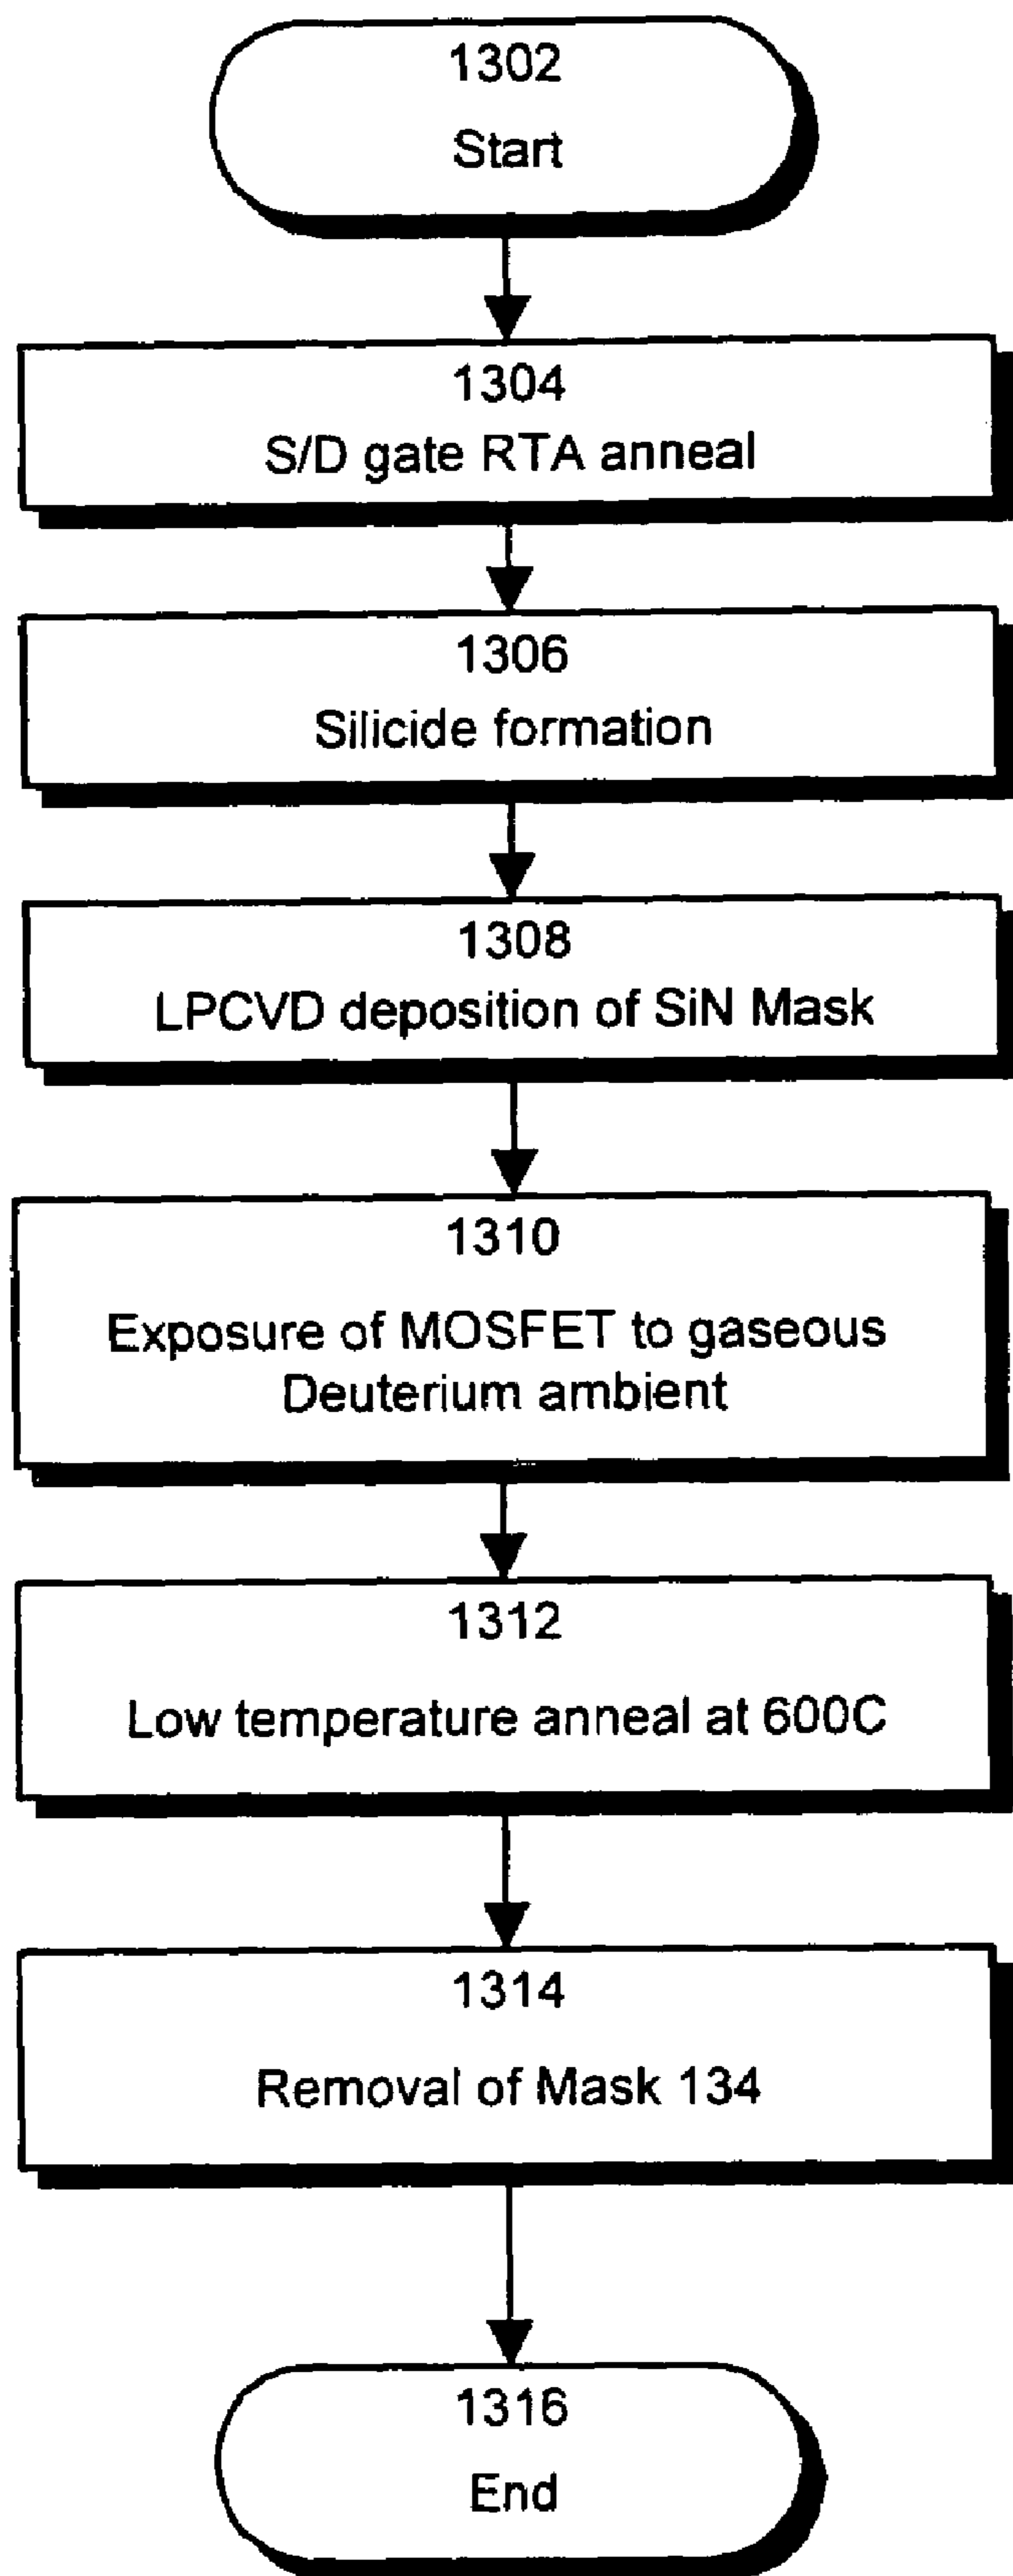 1302
Start
1304
S/D gate RTA anneal
1306
Silicide formation
1308
LPCVD deposition of SiN Mask
1310
Exposure of MOSFET to gaseous
Deuterium ambient
1312
Low temperature anneal at 600C
1314
Removal of Mask 134
1316
End